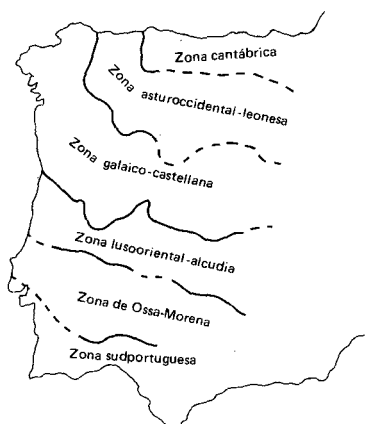 Zona cantábrica
Zona
asturoccidental-leonesa
Zona
galaico-castellana
Zona lusooriental-alcudia
Zona de Ossa-Morena
Zona sudportuguesa